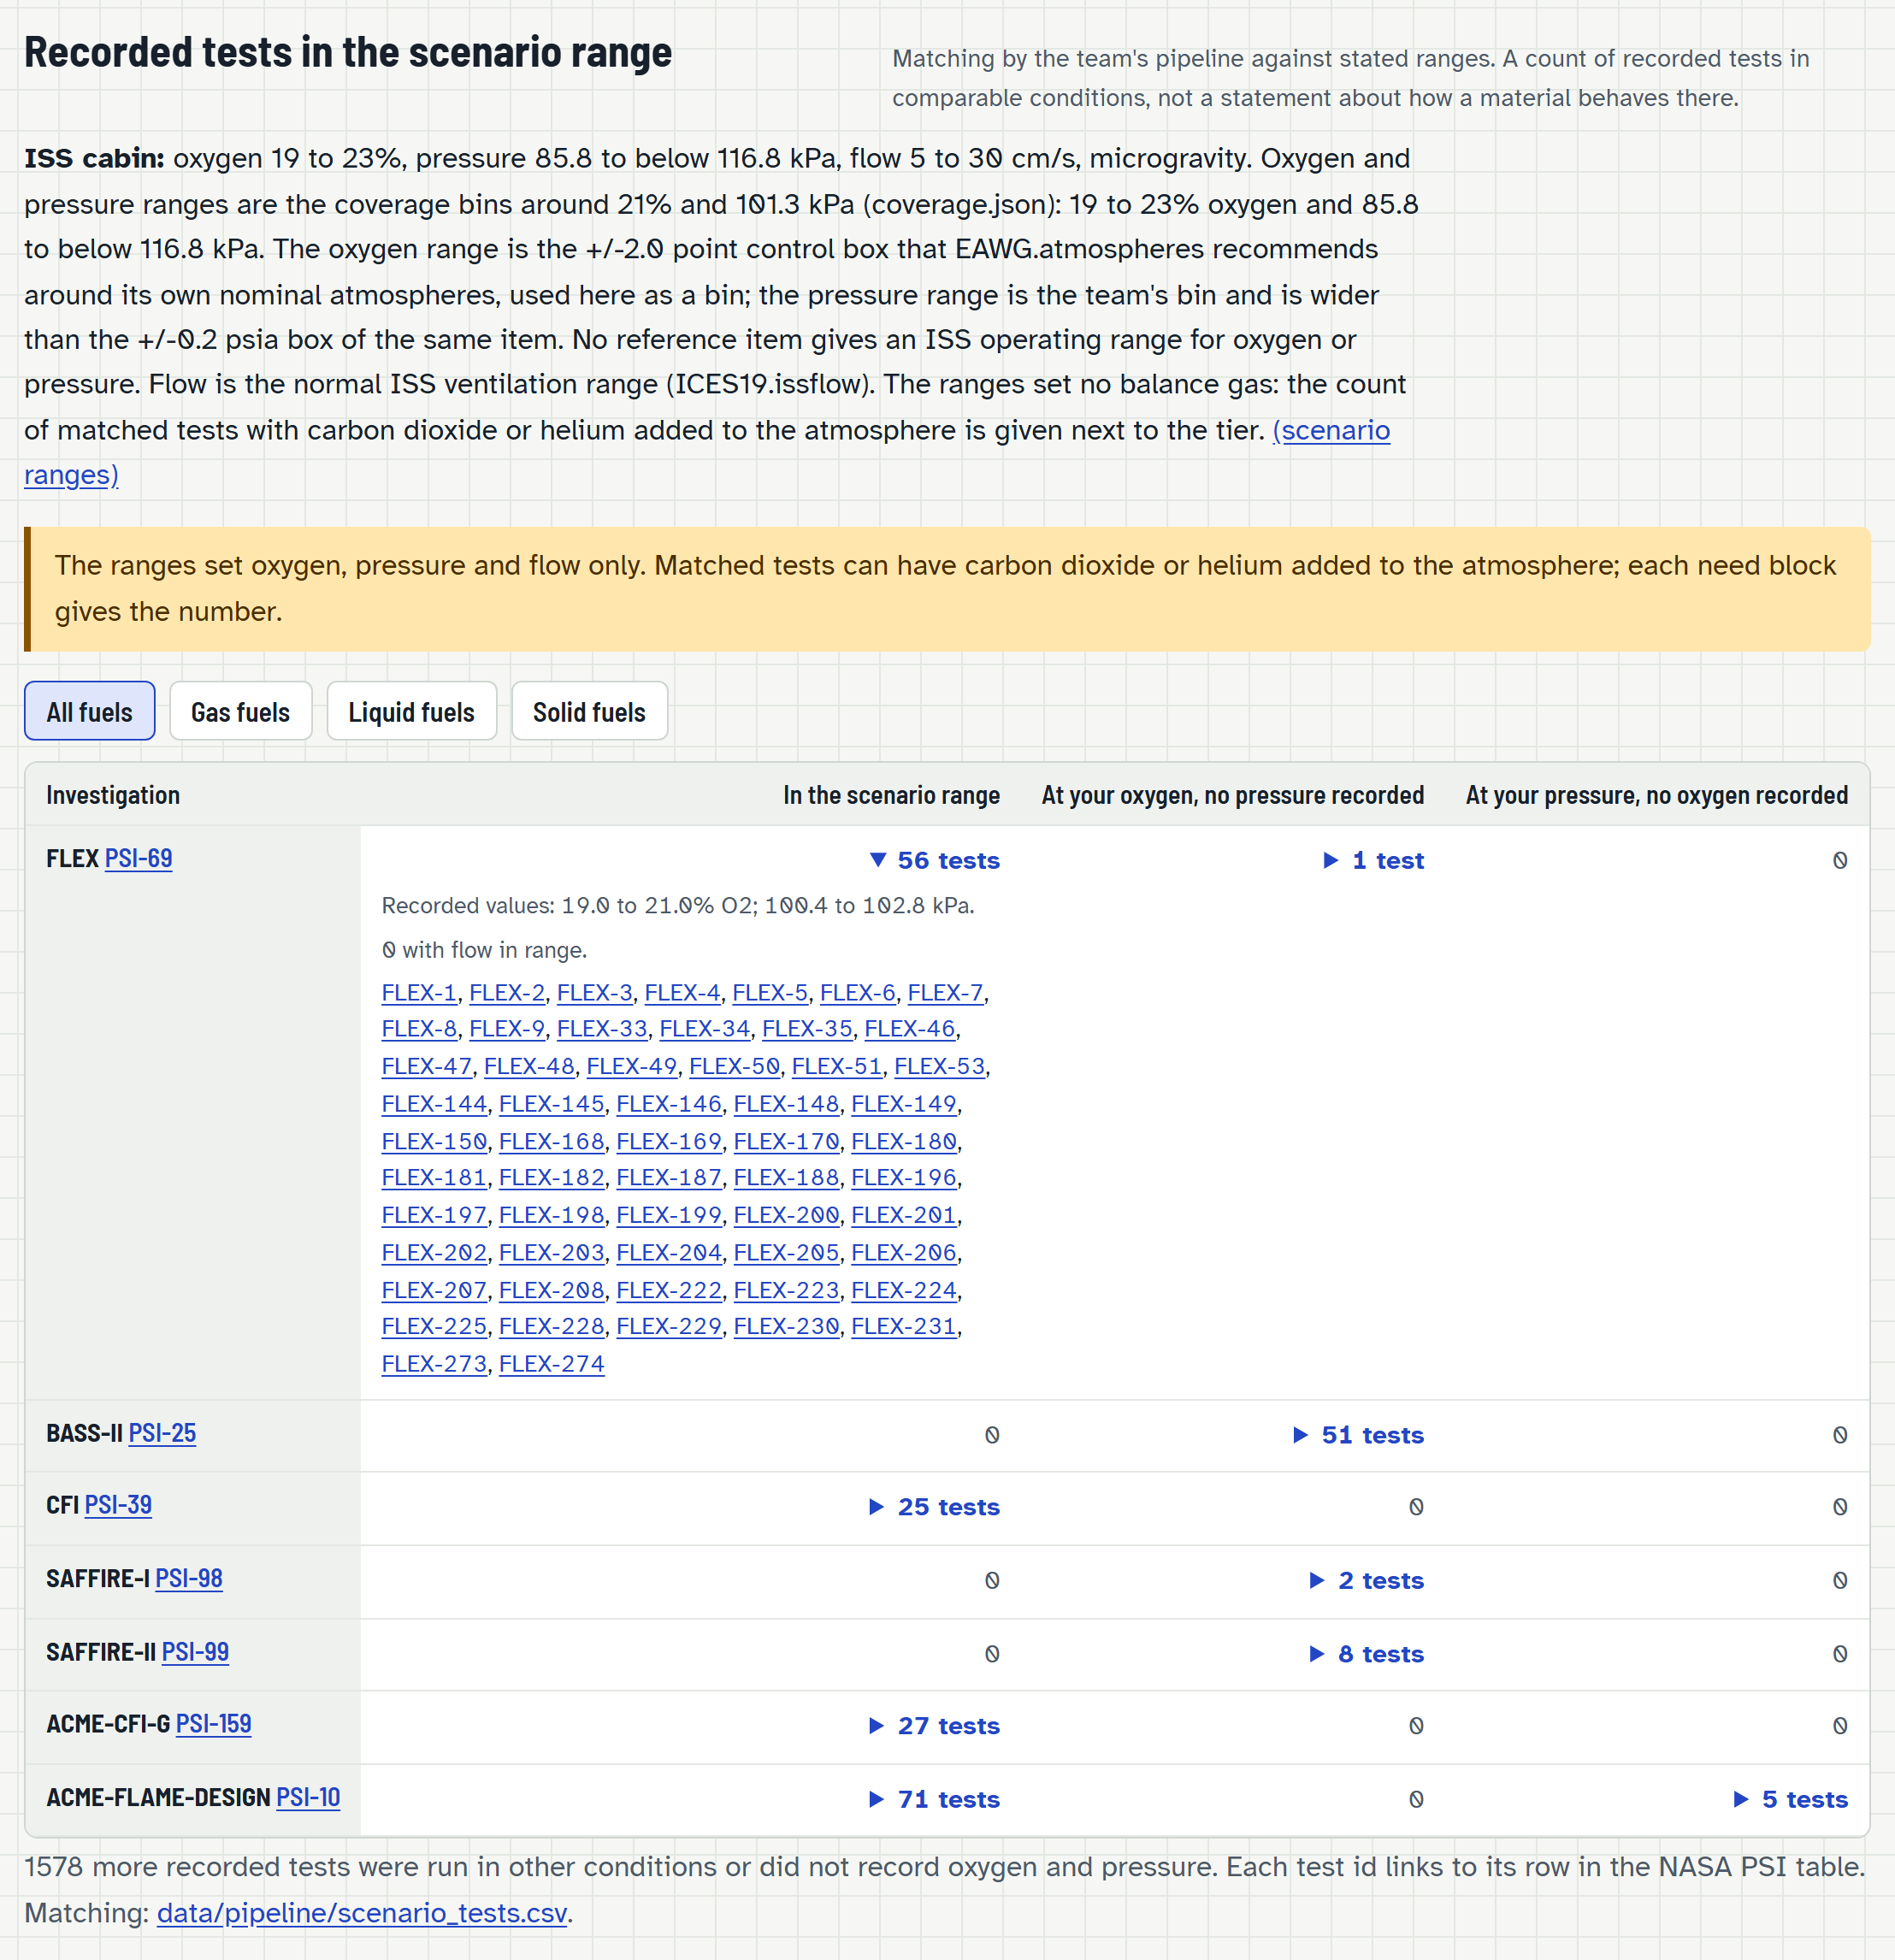 Recorded tests in the scenario range
Matching by the team's pipeline against stated ranges. A count of recorded tests in
comparable conditions, not a statement about how a material behaves there.
ISS cabin: oxygen 19 to 23%, pressure 85.8 to below 116.8 kPa, flow 5 to 30 cm/s, microgravity. Oxygen and
pressure ranges are the coverage bins around 21% and 101.3 kPa (coverage.json): 19 to 23% oxygen and 85.8
to below 116.8 kPa. The oxygen range is the +/-2.0 point control box that EAWG.atmospheres recommends
around its own nominal atmospheres, used here as a bin; the pressure range is the team's bin and is wider
than the +/-0.2 psia box of the same item. No reference item gives an ISS operating range for oxygen or
pressure. Flow is the normal ISS ventilation range (ICES19.issflow). The ranges set no balance gas: the count
of matched tests with carbon dioxide or helium added to the atmosphere is given next to the tier. (scenario
ranges)
The ranges set oxygen, pressure and flow only. Matched tests can have carbon dioxide or helium added to the atmosphere; each need block
gives the number.
All fuels Gas fuels Liquid fuels Solid fuels
Investigation In the scenario range At your oxygen, no pressure recorded At your pressure, no oxygen recorded
FLEX PSI-69 ▼ 56 tests ▶ 1 test 0
Recorded values: 19.0 to 21.0% O2; 100.4 to 102.8 kPa.
0 with flow in range.
FLEX-1, FLEX-2, FLEX-3, FLEX-4, FLEX-5, FLEX-6, FLEX-7,
FLEX-8, FLEX-9, FLEX-33, FLEX-34, FLEX-35, FLEX-46,
FLEX-47, FLEX-48, FLEX-49, FLEX-50, FLEX-51, FLEX-53,
FLEX-144, FLEX-145, FLEX-146, FLEX-148, FLEX-149,
FLEX-150, FLEX-168, FLEX-169, FLEX-170, FLEX-180,
FLEX-181, FLEX-182, FLEX-187, FLEX-188, FLEX-196,
FLEX-197, FLEX-198, FLEX-199, FLEX-200, FLEX-201,
FLEX-202, FLEX-203, FLEX-204, FLEX-205, FLEX-206,
FLEX-207, FLEX-208, FLEX-222, FLEX-223, FLEX-224,
FLEX-225, FLEX-228, FLEX-229, FLEX-230, FLEX-231,
FLEX-273, FLEX-274
BASS-II PSI-25 0 ▶ 51 tests 0
CFI PSI-39 ▶ 25 tests 0 0
SAFFIRE-I PSI-98 0 ▶ 2 tests 0
SAFFIRE-II PSI-99 0 ▶ 8 tests 0
ACME-CFI-G PSI-159 ▶ 27 tests 0 0
ACME-FLAME-DESIGN PSI-10 ▶ 71 tests 0 ▶ 5 tests
1578 more recorded tests were run in other conditions or did not record oxygen and pressure. Each test id links to its row in the NASA PSI table.
Matching: data/pipeline/scenario_tests.csv.